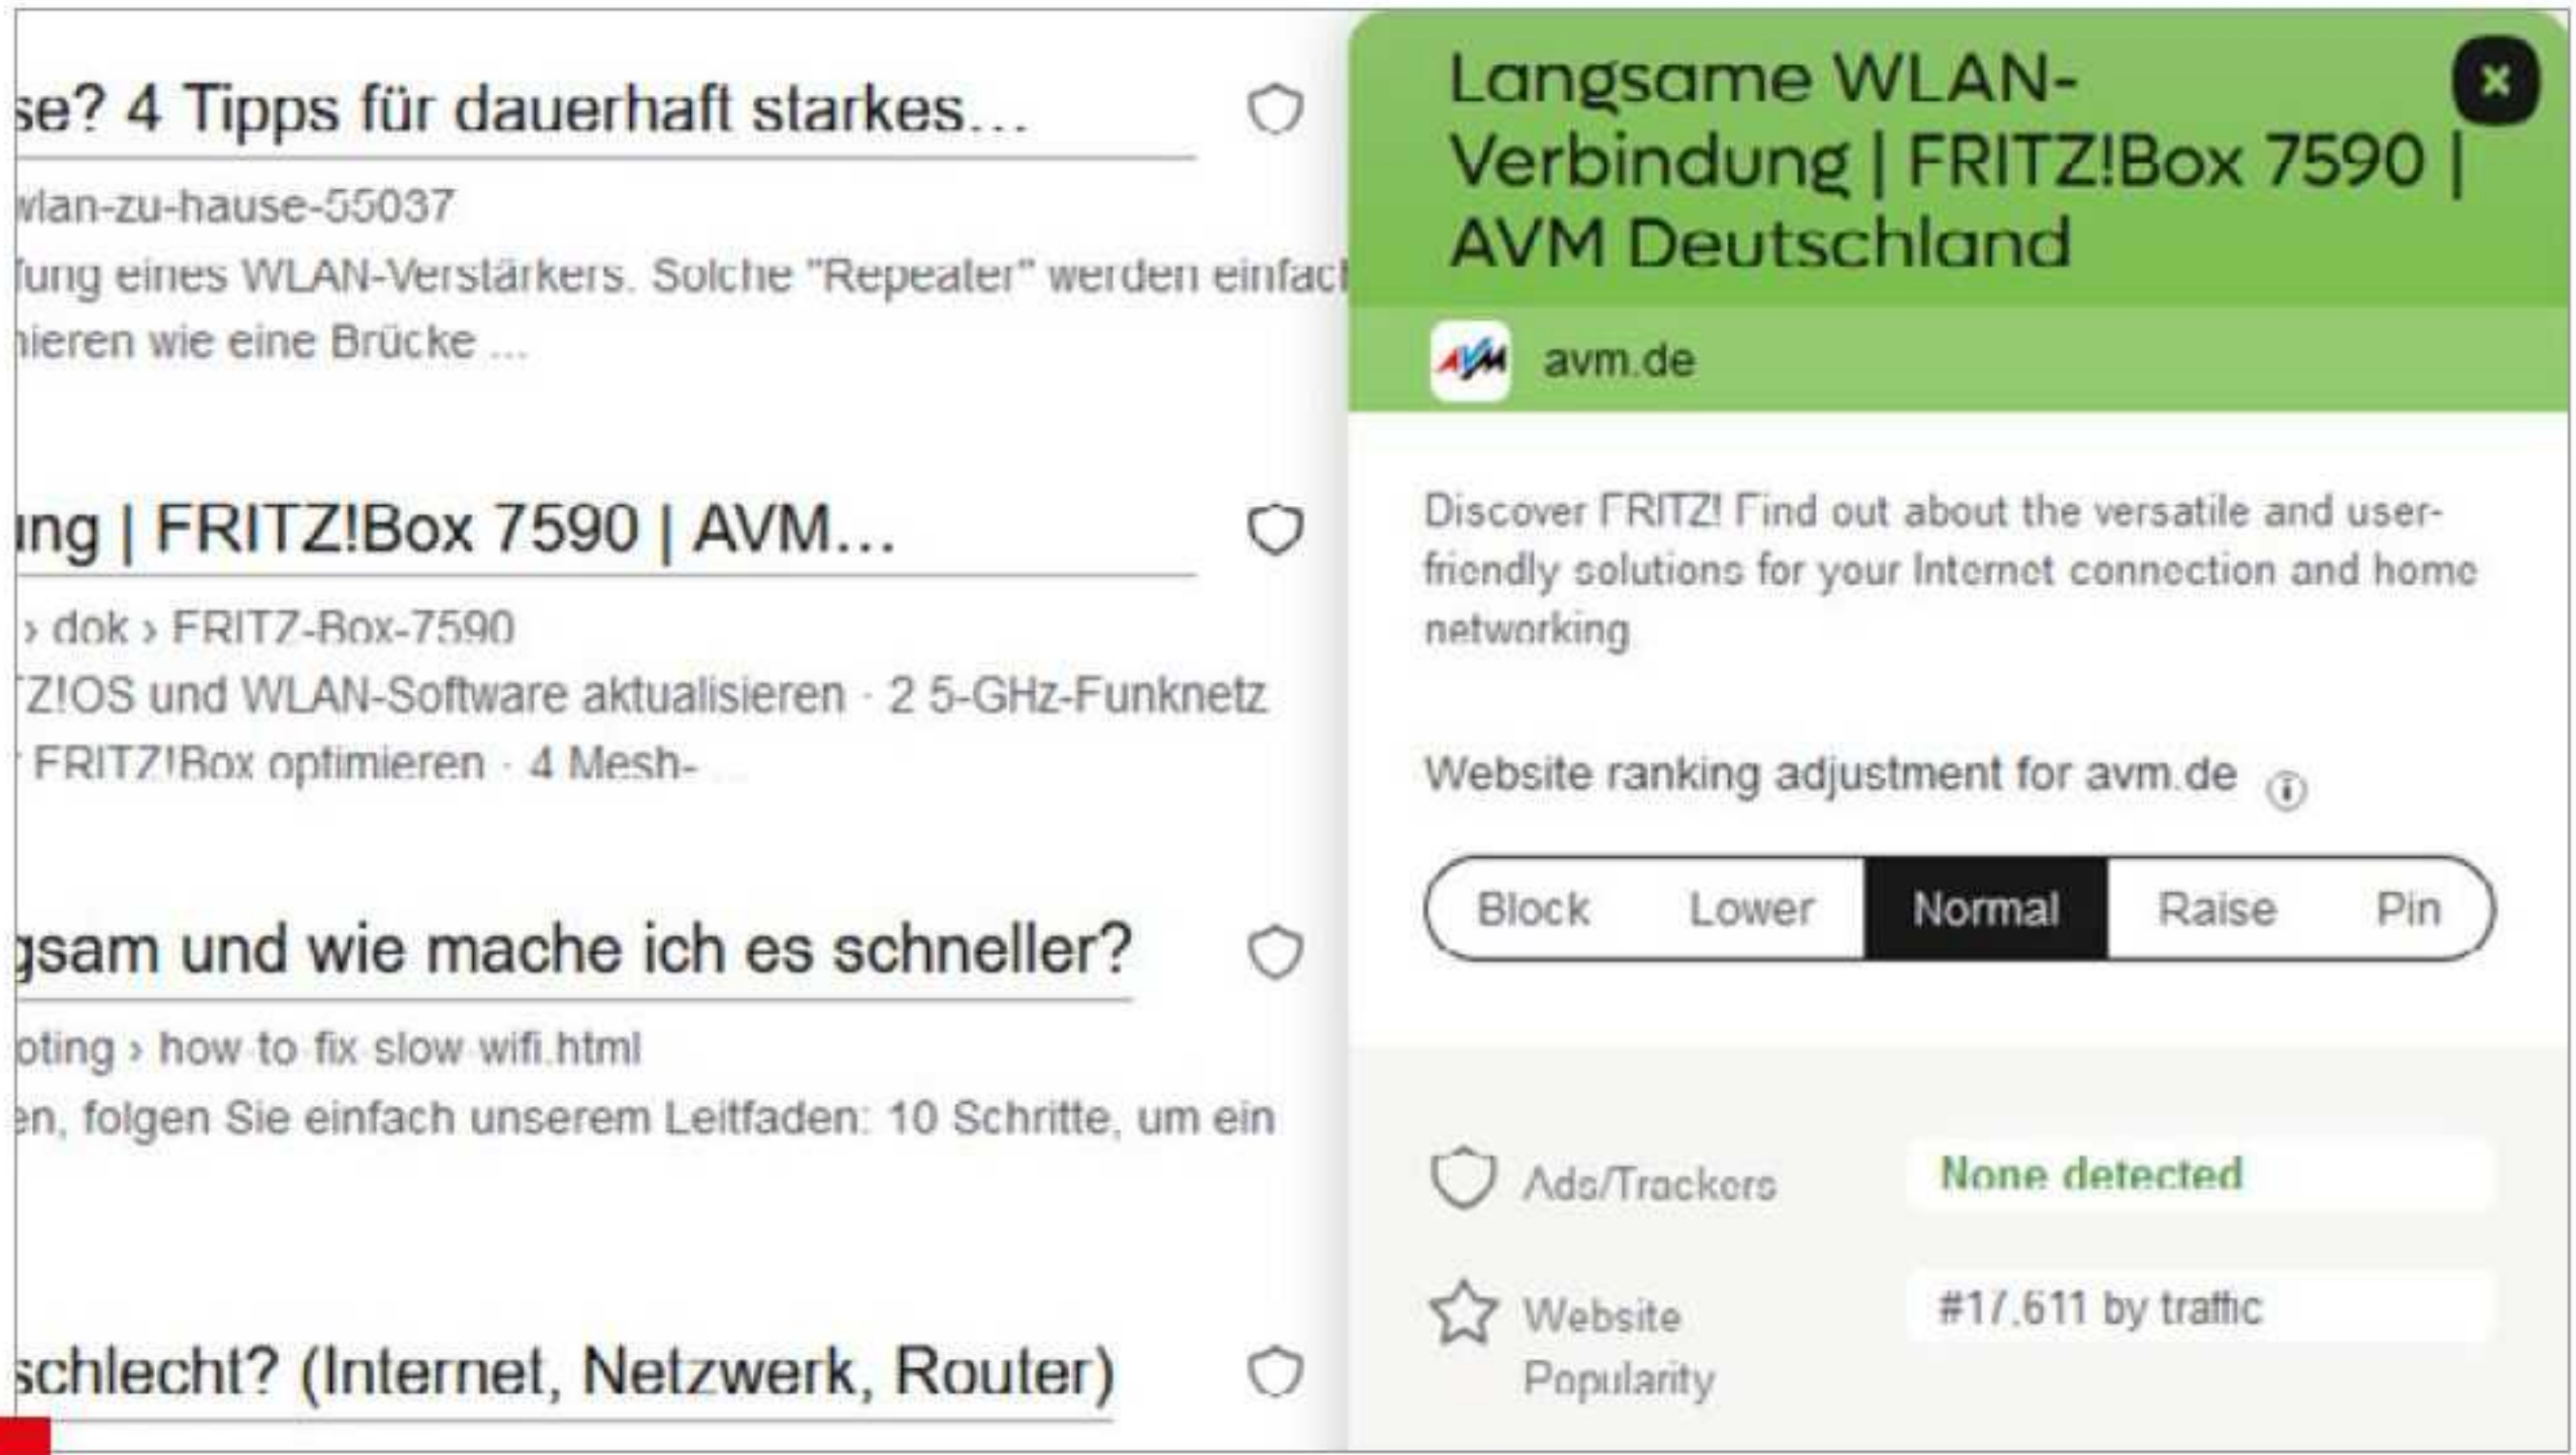 se? 4 Tipps für dauerhaft starkes...
wlan-zu-hause-55037
fung eines WLAN-Verstärkers. Solche "Repeater" werden einfach
nieren wie eine Brücke ...
ung | FRITZ!Box 7590 | AVM...
› dok › FRITZ-Box-7590
TZ!OS und WLAN-Software aktualisieren · 2 5-GHz-Funknetz
· FRITZ!Box optimieren · 4 Mesh-
gsam und wie mache ich es schneller?
oting › how to fix slow wifi.html
en, folgen Sie einfach unserem Leitfaden: 10 Schritte, um ein
schlecht? (Internet, Netzwerk, Router)
Langsame WLAN-
Verbindung | FRITZ!Box 7590 |
AVM Deutschland
AVM avm.de
Discover FRITZ! Find out about the versatile and user-
friendly solutions for your Internet connection and home
networking
Website ranking adjustment for avm.de
Block Lower Normal Raise Pin
Ads/Trackers None detected
Website #17,611 by traffic
Popularity